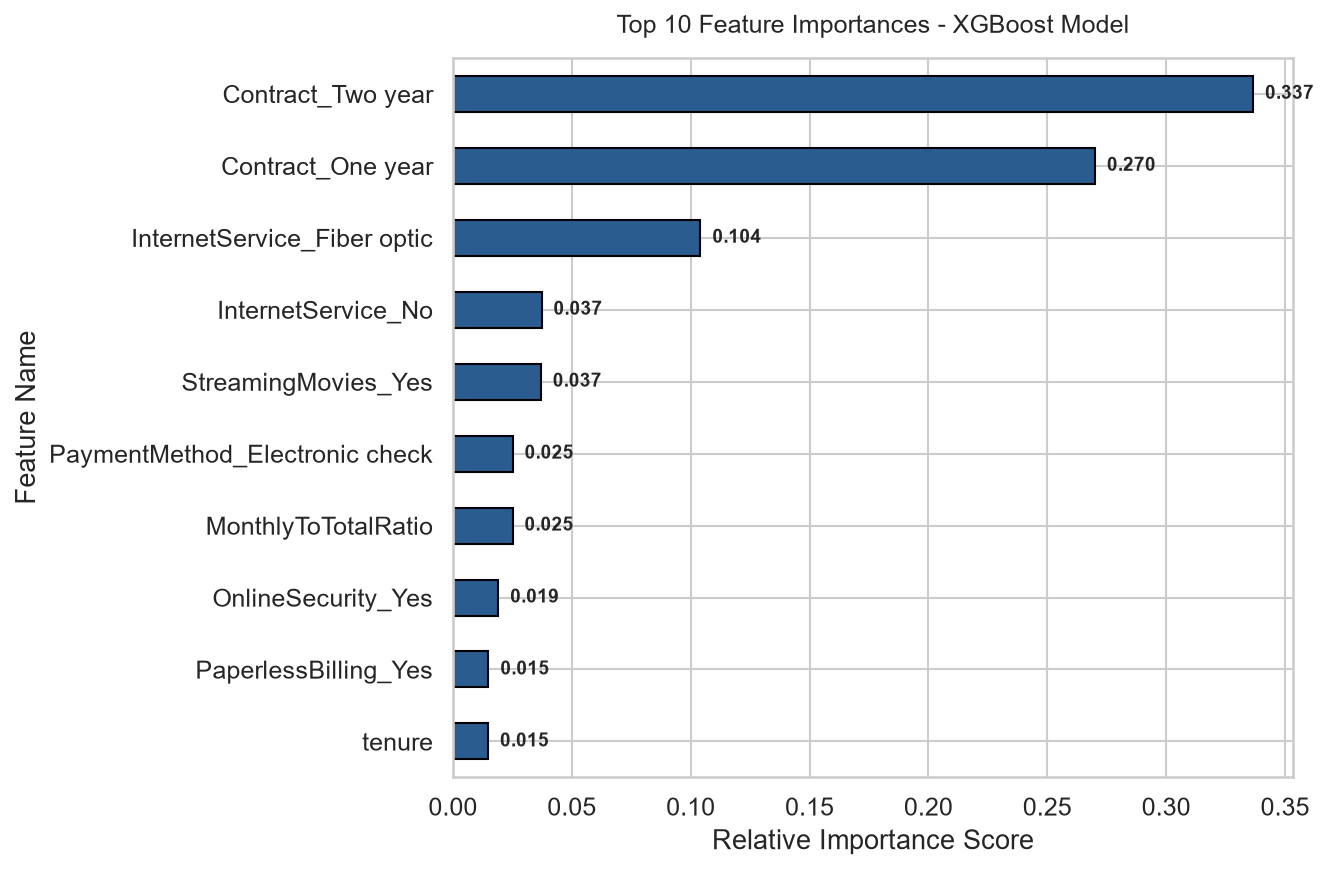 Top 10 Feature Importances - XGBoost Model
Contract_Two year 0.337
Contract_One year 0.270
InternetService_Fiber optic 0.104
InternetService_No 0.037
StreamingMovies_Yes 0.037
PaymentMethod_Electronic check 0.025
MonthlyToTotalRatio 0.025
OnlineSecurity_Yes 0.019
PaperlessBilling_Yes 0.015
tenure 0.015
Feature Name
0.00 0.05 0.10 0.15 0.20 0.25 0.30 0.35
Relative Importance Score